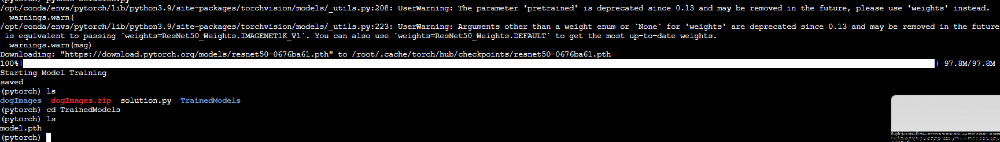 (pytorch) python solution.py
/opt/conda/envs/pytorch/lib/python3.9/site-packages/torchvision/models/_utils.py:208: UserWarning: The parameter 'pretrained' is deprecated since 0.13 and may be removed in the future, please use 'weights' instead.
  warnings.warn(
/opt/conda/envs/pytorch/lib/python3.9/site-packages/torchvision/models/_utils.py:223: UserWarning: Arguments other than a weight enum or `None` for 'weights' are deprecated since 0.13 and may be removed in the future
 is equivalent to passing `weights=ResNet50_Weights.IMAGENET1K_V1`. You can also use `weights=ResNet50_Weights.DEFAULT` to get the most up-to-date weights.
  warnings.warn(msg)
Downloading: "https://download.pytorch.org/models/resnet50-0676ba61.pth" to /root/.cache/torch/hub/checkpoints/resnet50-0676ba61.pth
100%| | 97.8M/97.8M
Starting Model Training
saved
(pytorch) ls
dogImages  dogImages.zip  solution.py  TrainedModels
(pytorch) cd TrainedModels
(pytorch) ls
model.pth
(pytorch)